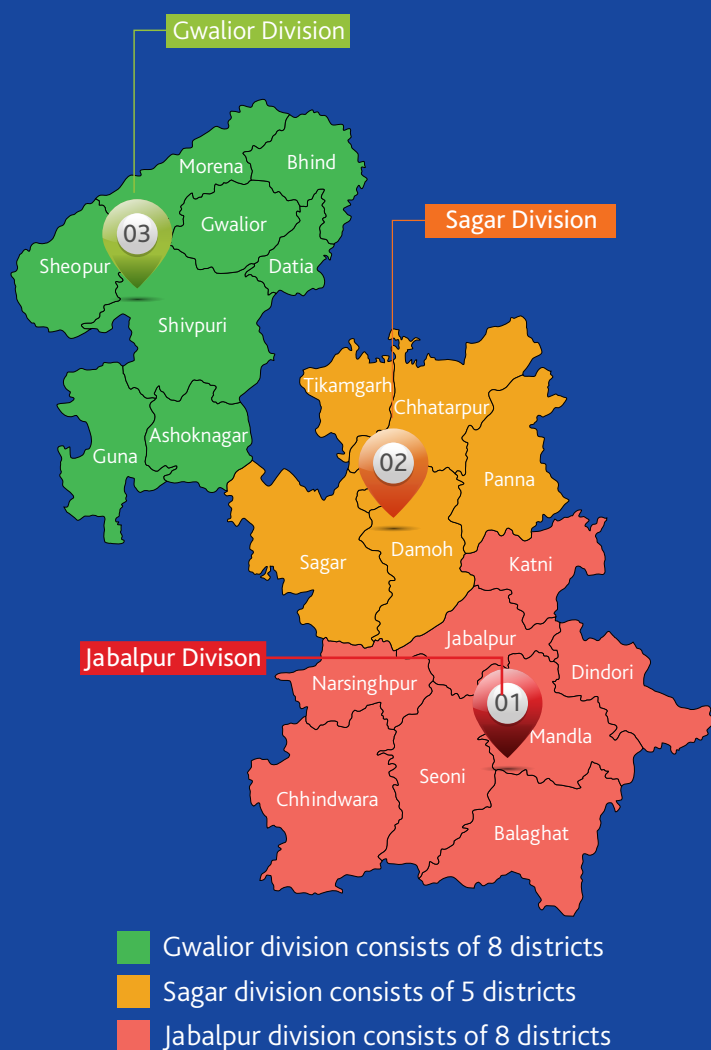 Gwalior Division
Morena
Bhind
Gwalior
03
Sheopur
Datia
Shivpuri
Guna
Ashoknagar
Sagar Division
Tikamgarh
Chhatarpur
02
Panna
Sagar
Damoh
Katni
Jabalpur
Jabalpur Divison
Narsinghpur
Dindori
01
Mandla
Chhindwara
Seoni
Balaghat
Gwalior division consists of 8 districts
Sagar division consists of 5 districts
Jabalpur division consists of 8 districts